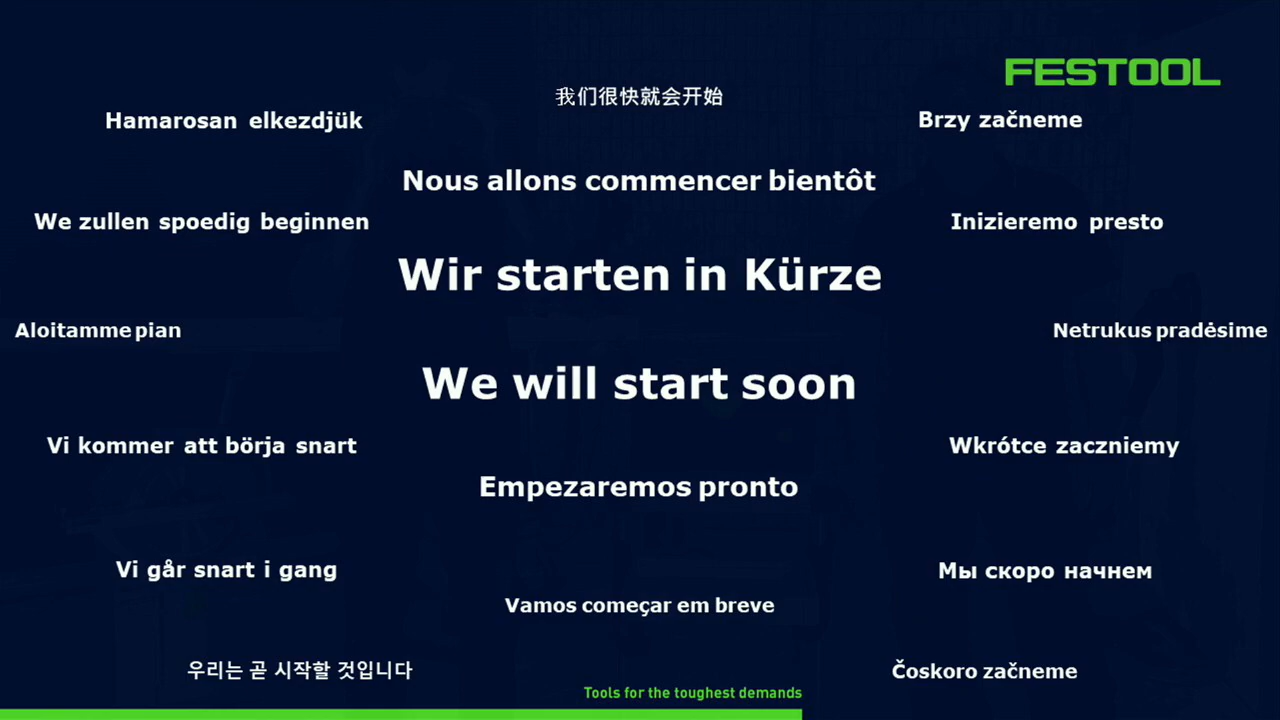 FESTOOL
我们很快就会开始
Hamarosan elkezdjük
Brzy začneme
Nous allons commencer bientôt
We zullen spoedig beginnen
Inizieremo presto
Wir starten in Kürze
Aloitamme pian
Netrukus pradėsime
We will start soon
Vi kommer att börja snart
Wkrótce zaczniemy
Empezaremos pronto
Vi går snart i gang
Мы скоро начнем
Vamos começar em breve
우리는 곧 시작할 것입니다
Čoskoro začneme
Tools for the toughest demands